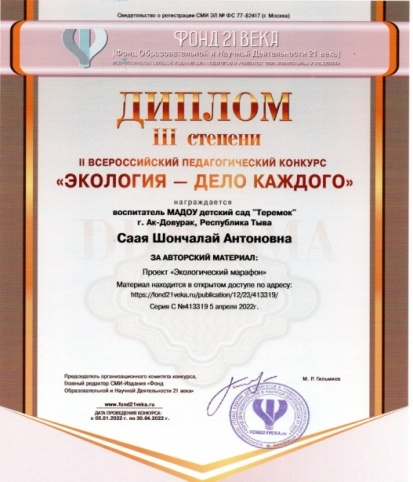 Свидетельство о регистрации СМИ ЭЛ № ФС 77-82417 (г. Москва)
ФОНД 21 ВЕКА
[Фонд Образовательной и Научной Деятельности 21 века]
ДИПЛОМ
III степени
II ВСЕРОССИЙСКИЙ ПЕДАГОГИЧЕСКИЙ КОНКУРС
«ЭКОЛОГИЯ — ДЕЛО КАЖДОГО»
награждается
воспитатель МАДОУ детский сад "Теремок"
г. Ак-Довурак, Республика Тыва
Саая Шончалай Антоновна
ЗА АВТОРСКИЙ МАТЕРИАЛ:
Проект «Экологический марафон»
Материал находится в открытом доступе по адресу:
https://fond21veka.ru/publication/12/23/413319/
Серия С №413319 5 апреля 2022г.
Председатель организационного комитета конкурса,
Главный редактор СМИ-Издания «Фонд
Образовательной и Научной Деятельности 21 века»
М. Р. Гильмиев
www.fond21veka.ru
ДАТА ПРОВЕДЕНИЯ КОНКУРСА:
с 05.01.2022 г. по 30.04.2022 г.
FOND21VEKA.RU